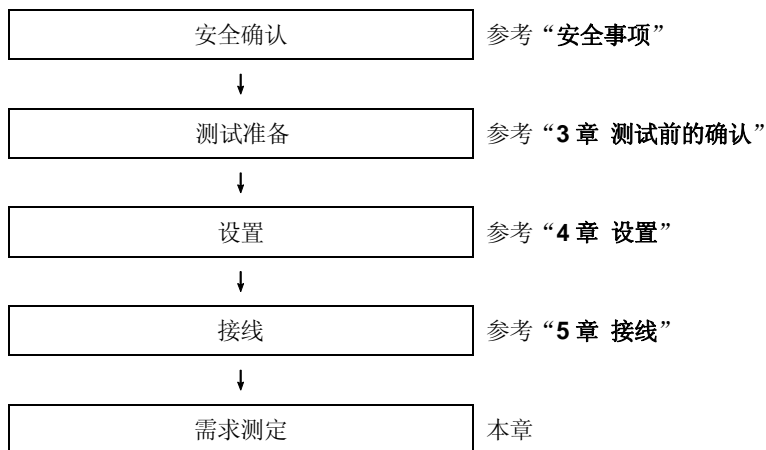 安全确认 参考“安全事项”
↓
测试准备 参考“3 章 测试前的确认”
↓
设置 参考“4 章 设置”
↓
接线 参考“5 章 接线”
↓
需求测定 本章